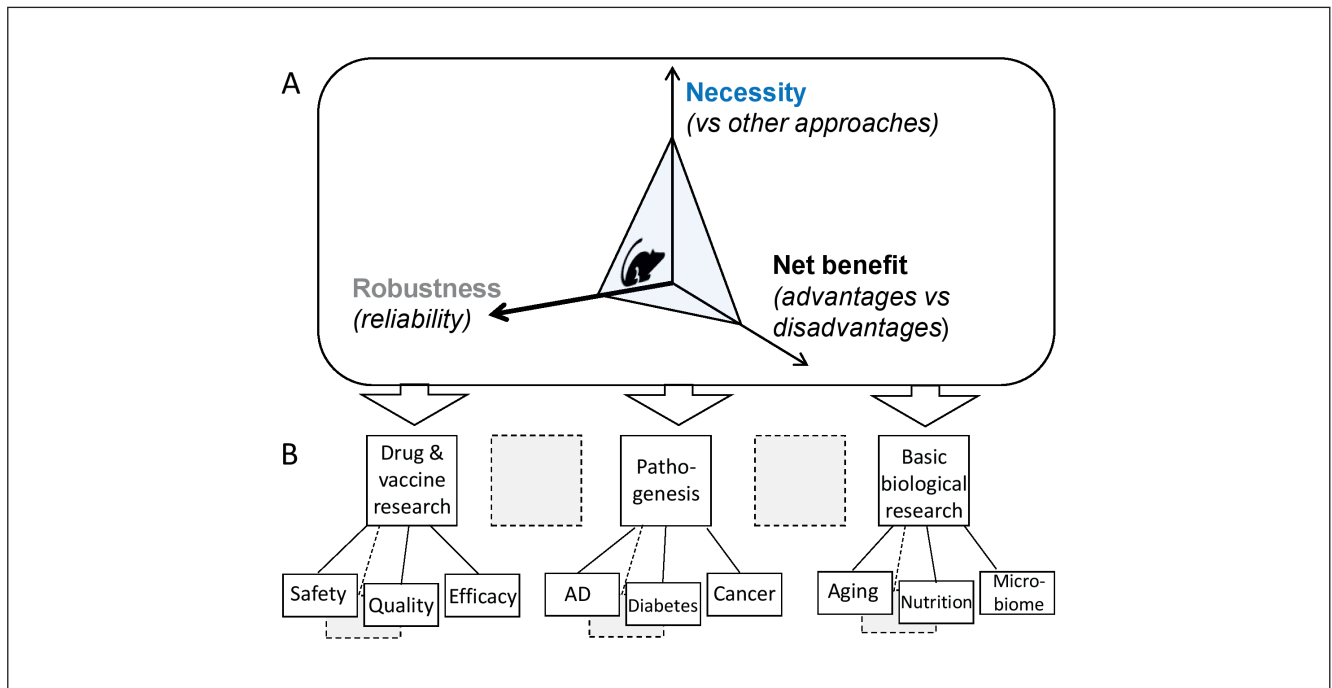 A
Necessity
(vs other approaches)
Net benefit
(advantages vs
disadvantages)
Robustness
(reliability)
B
Drug &
vaccine
research
Patho-
genesis
Basic
biological
research
Safety
Quality
Efficacy
AD
Diabetes
Cancer
Aging
Nutrition
Micro-
biome